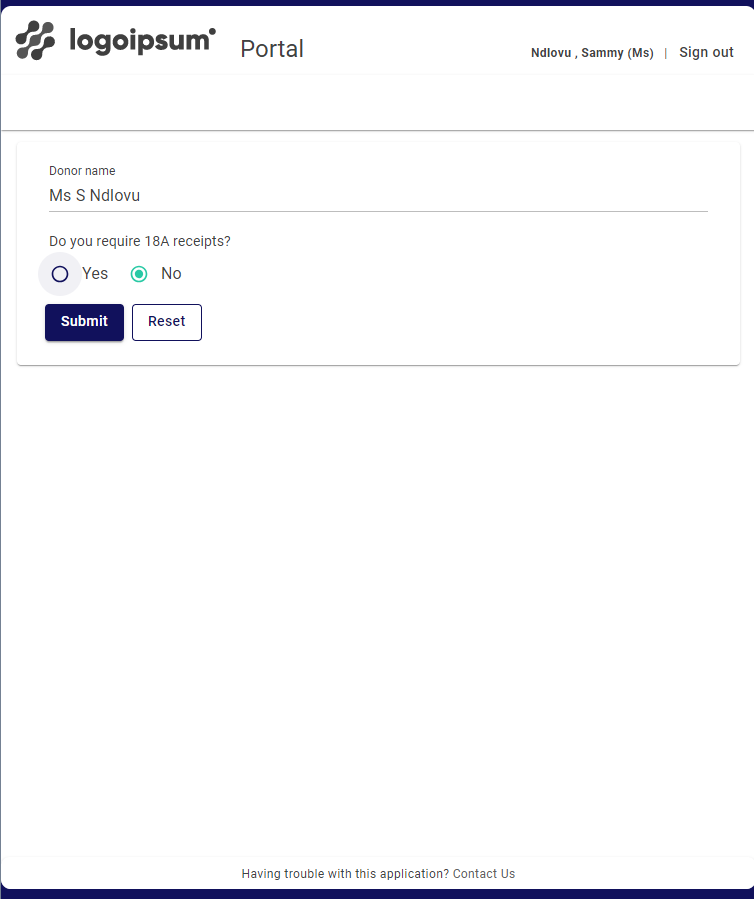 logoipsum Portal Ndlovu , Sammy (Ms) | Sign out
Donor name
Ms S Ndlovu
Do you require 18A receipts?
Yes No
Submit Reset
Having trouble with this application? Contact Us